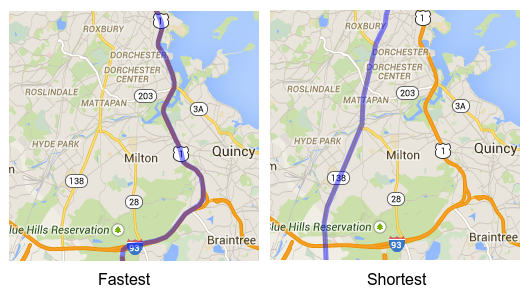 1
ROXBURY
DORCHESTER
DORCHESTER
CENTER
ROSLINDALE
203
MATTAPAN
3A
HYDE PARK
Milton
1
Quincy
n
138
28
lue Hills Reservation
93
Braintree
Fastest
1
ROXBURY
DORCHESTER
DORCHESTER
CENTER
ROSLINDALE
203
MATTAPAN
3A
HYDE PARK
Milton
1
Quincy
m
138
28
Blue Hills Reservation
93
Braintree
Shortest